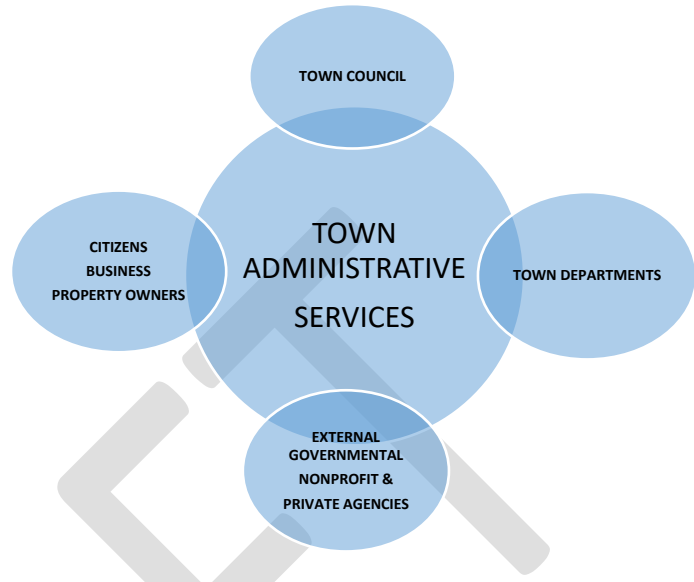 TOWN COUNCIL
CITIZENS
BUSINESS
PROPERTY OWNERS
TOWN
ADMINISTRATIVE
SERVICES
TOWN DEPARTMENTS
EXTERNAL
GOVERNMENTAL
NONPROFIT &
PRIVATE AGENCIES